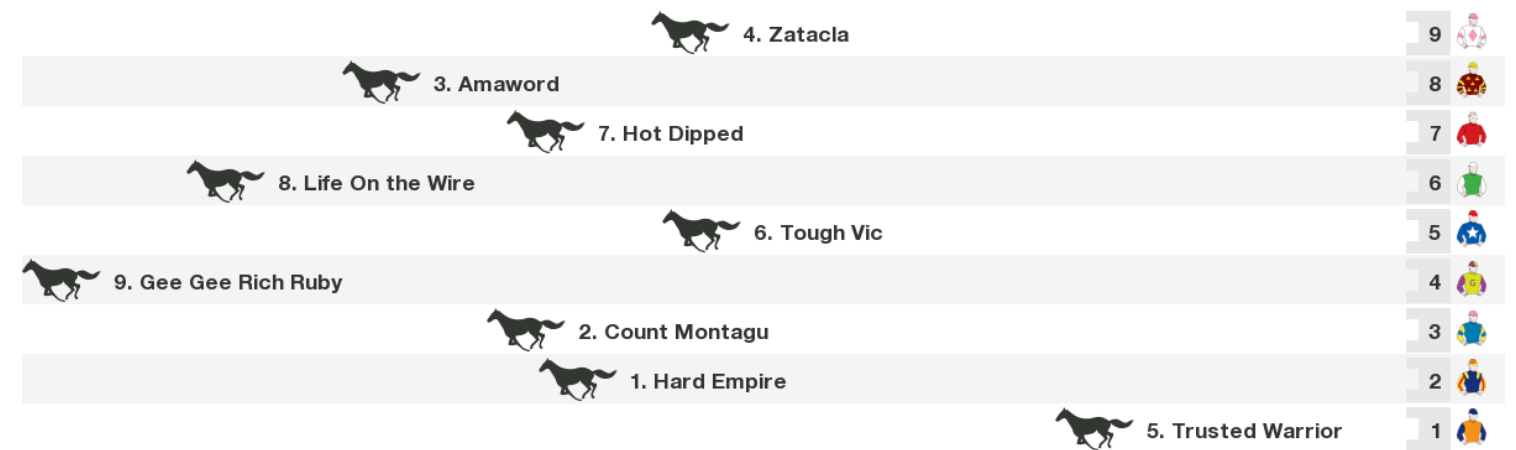 4. Zatacla 9
3. Amaword 8
7. Hot Dipped 7
8. Life On the Wire 6
6. Tough Vic 5
9. Gee Gee Rich Ruby 4 G
2. Count Montagu 3
1. Hard Empire 2
5. Trusted Warrior 1